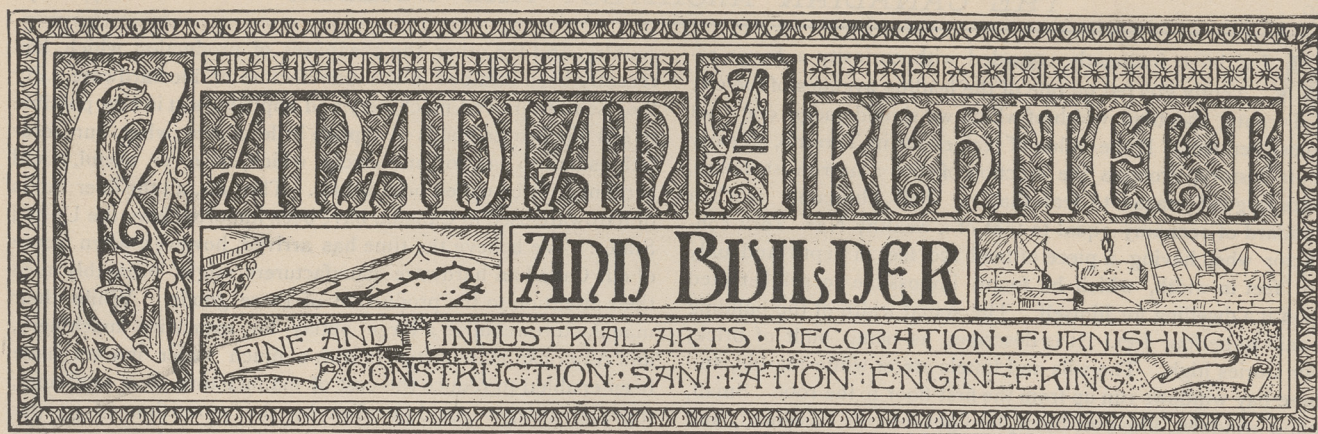 CANADIAN ARCHITECT
AND BUILDER
FINE AND INDUSTRIAL ARTS · DECORATION · FURNISHING
CONSTRUCTION · SANITATION · ENGINEERING ·